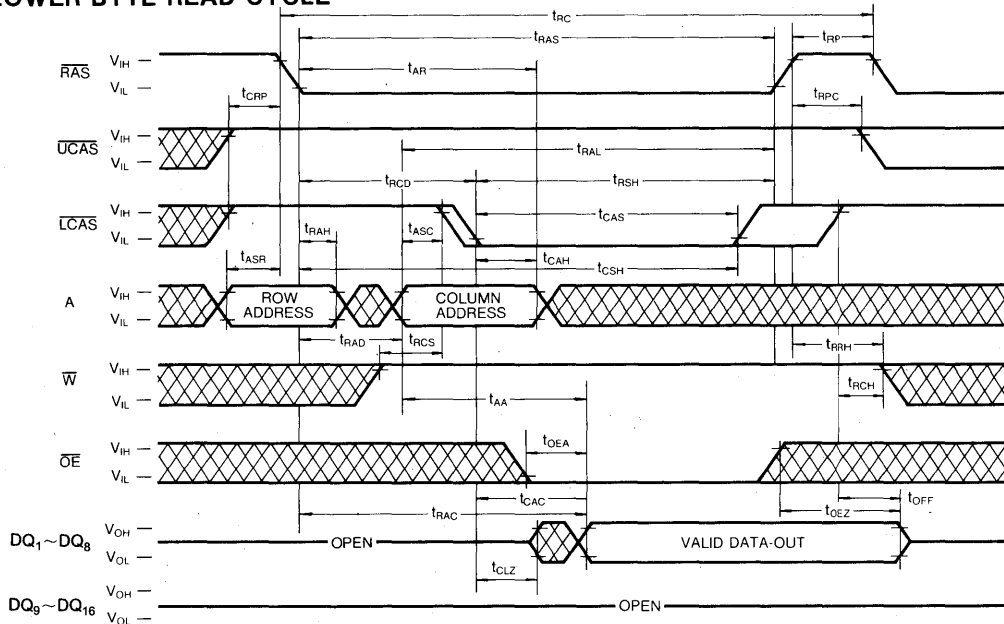 LOWER BYTE READ CYCLE
tRC
tRAS
tRP
RAS
VIH
VIL
tAR
tCRP
tRPC
UCAS
VIH
VIL
tRAL
tRCD
tRSH
LCAS
VIH
VIL
tCAS
tRAH
tASC
tCAH
tASR
tCSH
A
VIH
VIL
ROW
ADDRESS
COLUMN
ADDRESS
tRAD
tRCS
tRRH
W
VIH
VIL
tRCH
tAA
OE
VIH
VIL
tOEA
tCAC
tOFF
tRAC
tOEZ
DQ1~DQ8
VOH
VOL
OPEN
VALID DATA-OUT
tCLZ
DQ9~DQ16
VOH
VOL
OPEN